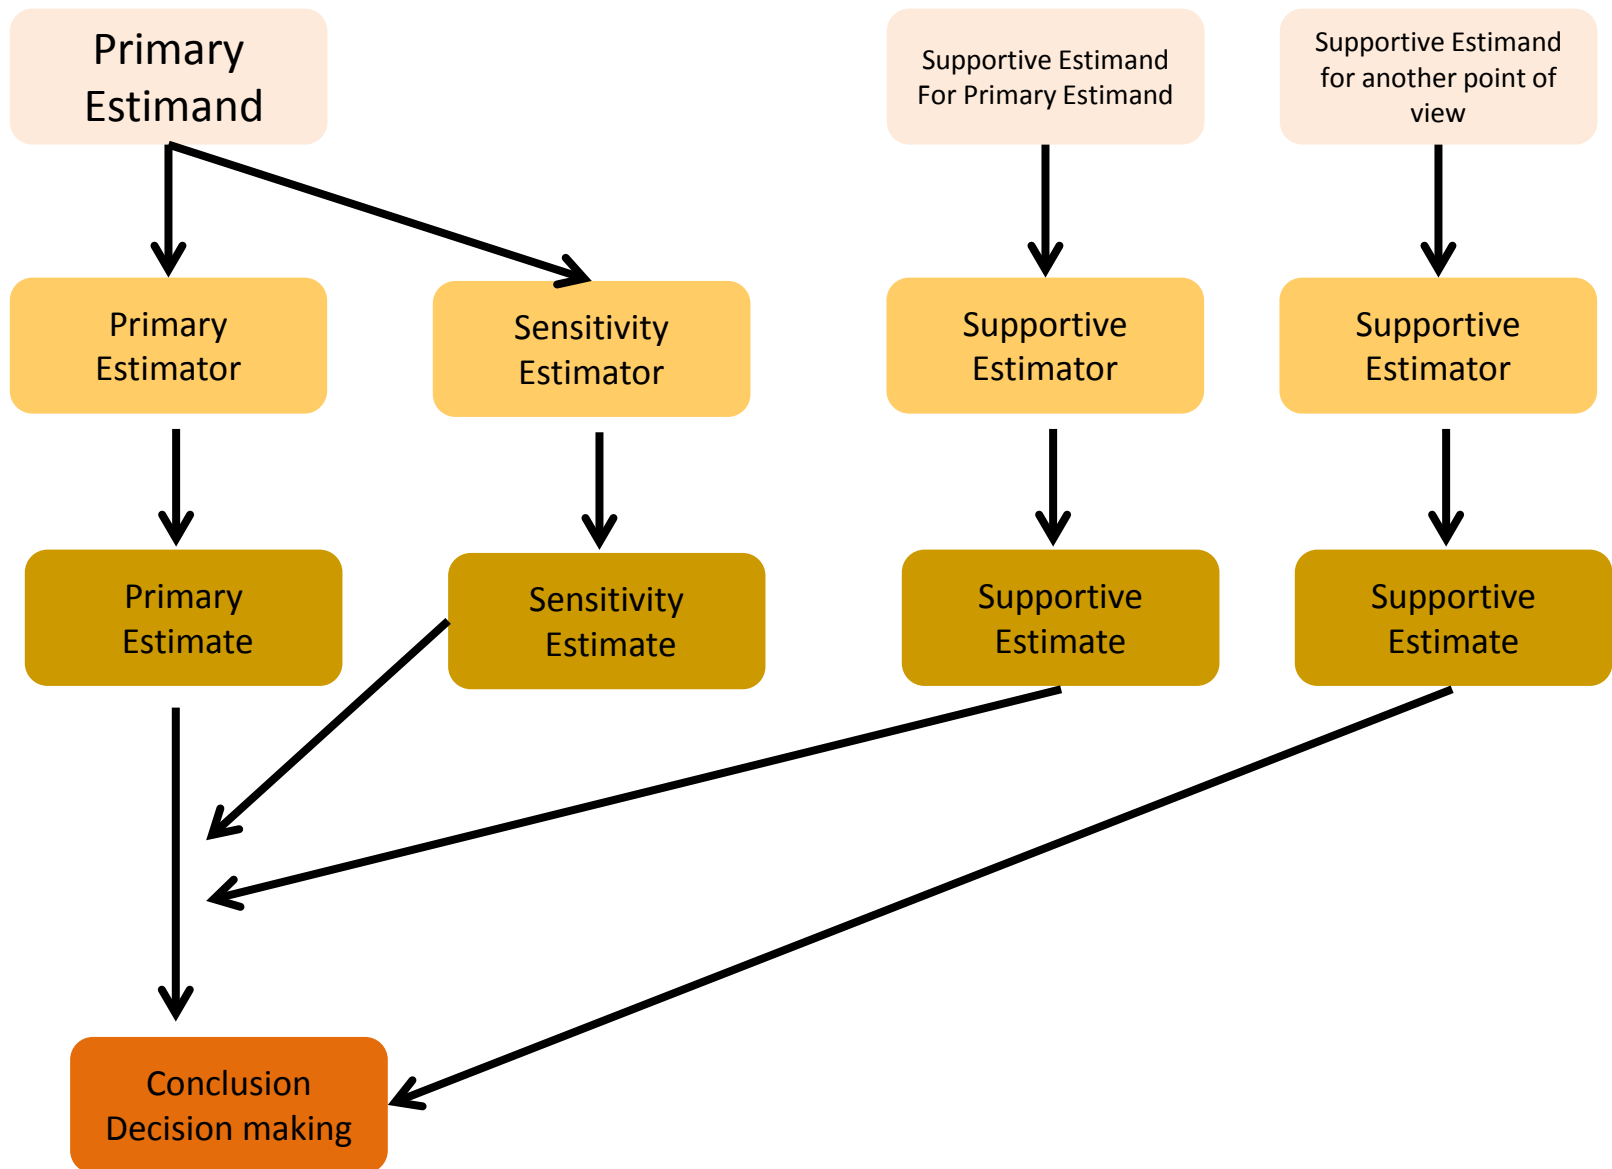 Primary
Estimand
Supportive Estimand
For Primary Estimand
Supportive Estimand
for another point of
view
Primary
Estimator
Sensitivity
Estimator
Supportive
Estimator
Supportive
Estimator
Primary
Estimate
Sensitivity
Estimate
Supportive
Estimate
Supportive
Estimate
Conclusion
Decision making